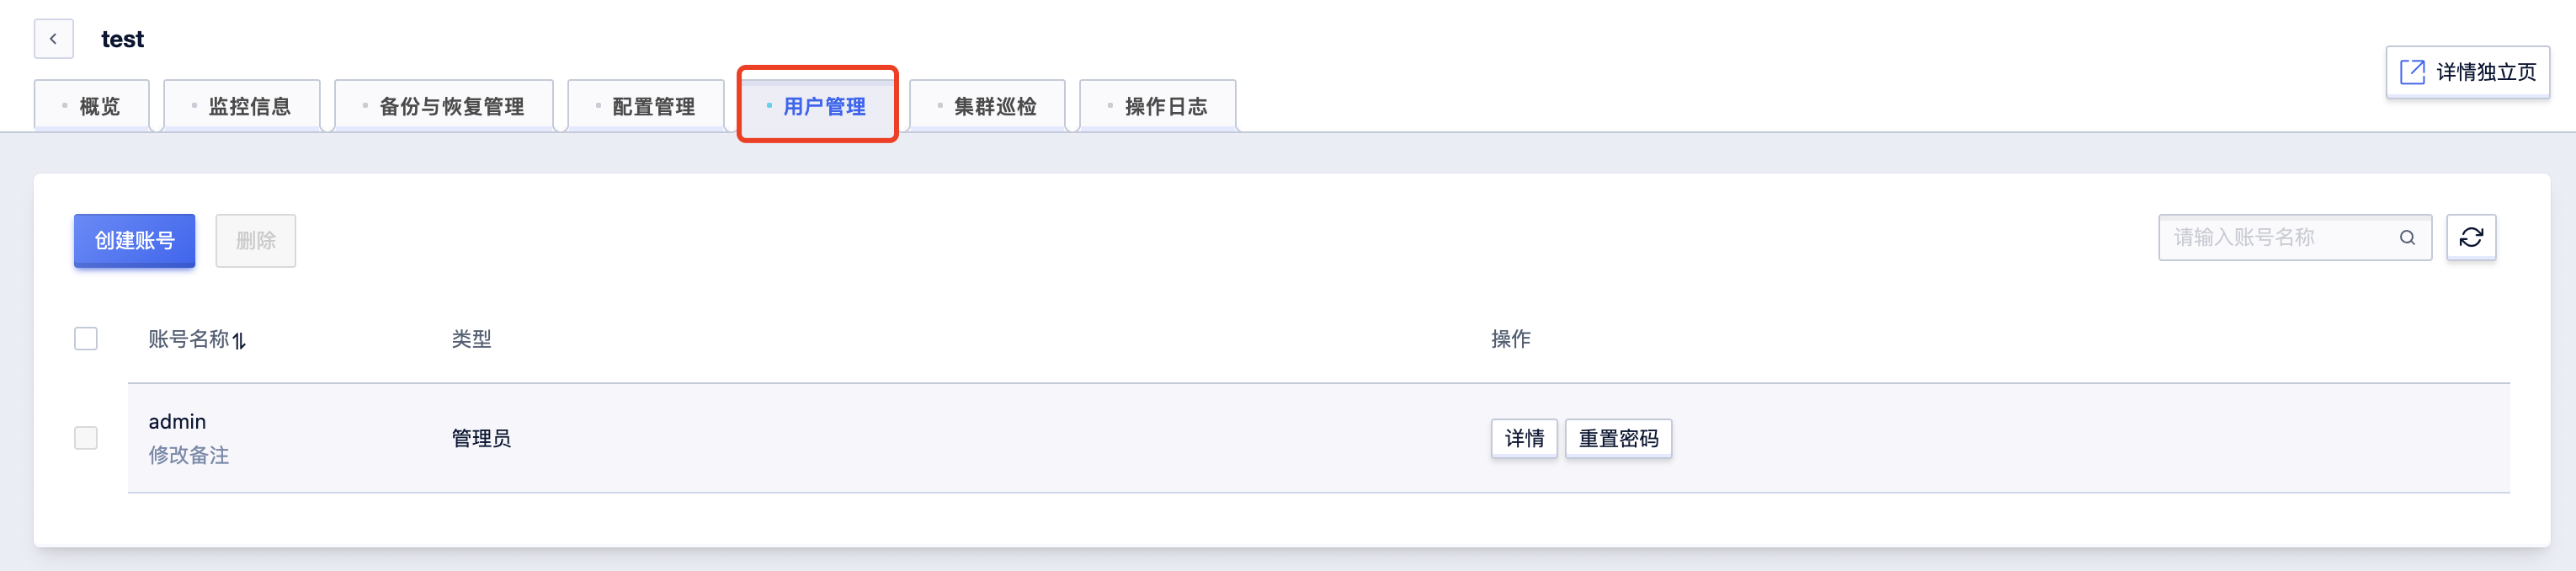 test
详情独立页
概览
监控信息
备份与恢复管理
配置管理
用户管理
集群巡检
操作日志
创建账号
删除
请输入账号名称
账号名称
类型
操作
admin
修改备注
管理员
详情
重置密码